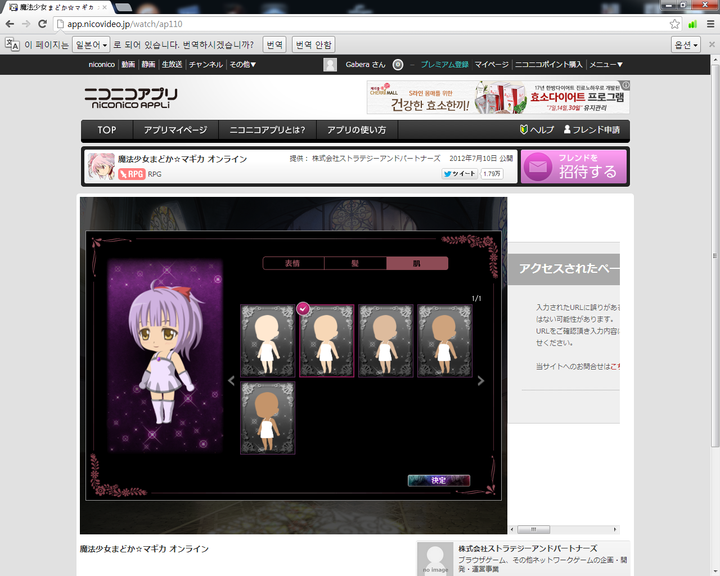 魔法少女まどか☆マギカ
app.nicovideo.jp/watch/ap110
이 페이지는 일본어 로 되어 있습니다. 번역하시겠습니까? 번역 번역 안함 옵션
niconico 動画 静画 生放送 チャンネル その他▼ Gabera さん プレミアム登録 マイページ ニコニコポイント購入 メニュー▼
ニコニコアプリ
niconico APPLi
S라인 몸매를 위한
건강한 효소한끼!
효소다이어트 프로그램
7일,14일,30일 유지관리
TOP アプリマイページ ニコニコアプリとは? アプリの使い方 ヘルプ フレンド申請
魔法少女まどか☆マギカ オンライン 提供： 株式会社ストラテジーアンドパートナーズ 2012年7月10日 公開
RPG RPG ツイート 1.79万
フレンドを
招待する
表情 髪 肌
1/1
決定
アクセスされたペー
入力されたURLに誤りがある
はない可能性があります。
URLをご確認頂き入力内容に
せください。
当サイトへのお問合せはこち
魔法少女まどか☆マギカ オンライン
no image
株式会社ストラテジーアンドパートナーズ
ブラウザゲーム、その他ネットワークゲームの企画・開
発・運営事業